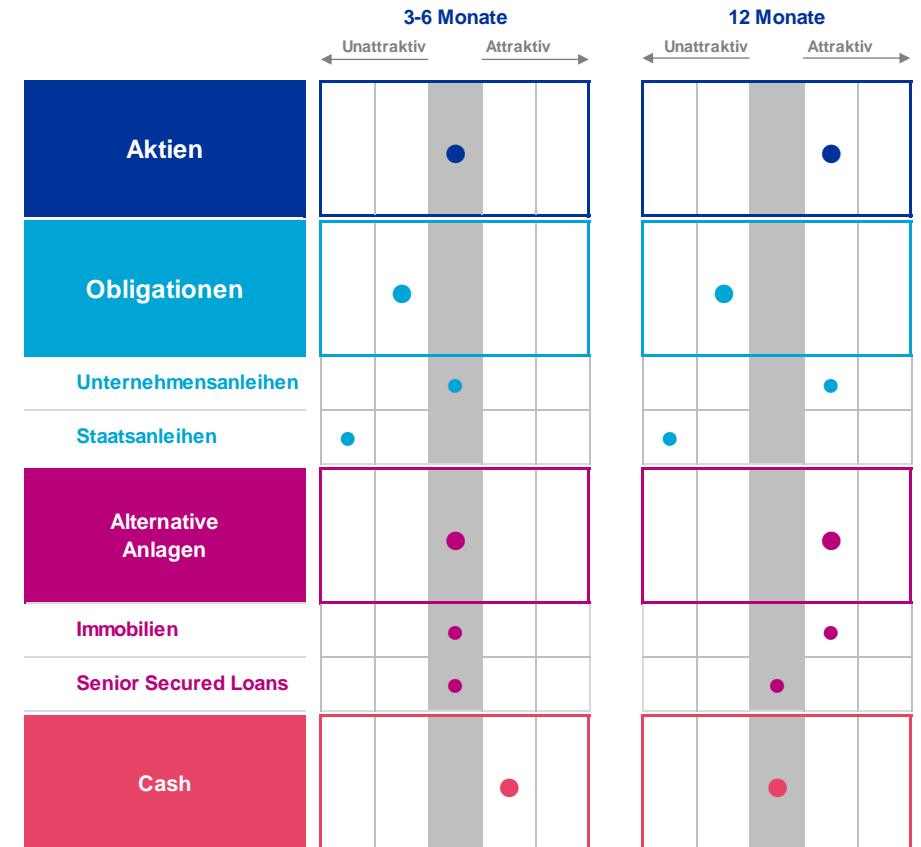 3-6 Monate
12 Monate
Unattraktiv
Attraktiv
Unattraktiv
Attraktiv
Aktien
Obligationen
Unternehmensanleihen
Staatsanleihen
Alternative
Anlagen
Immobilien
Senior Secured Loans
Cash